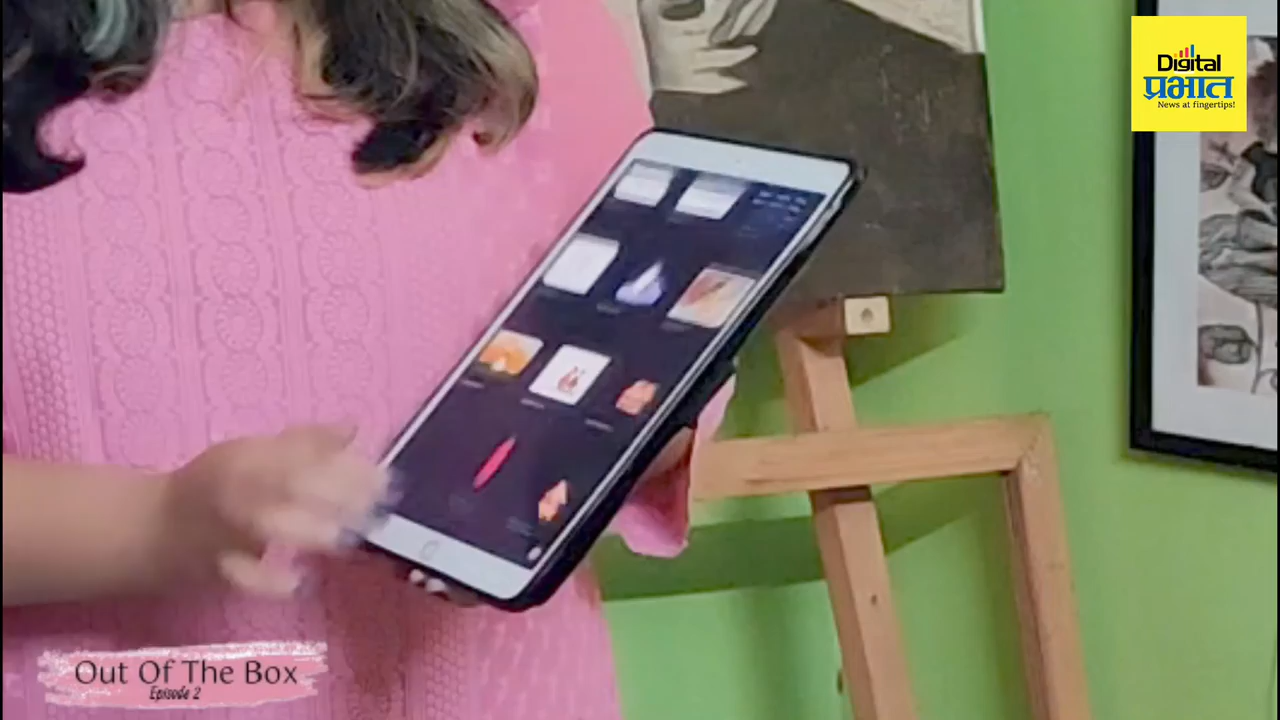 Digital
प्रभात
News at fingertips!
Out Of The Box
Episode 2